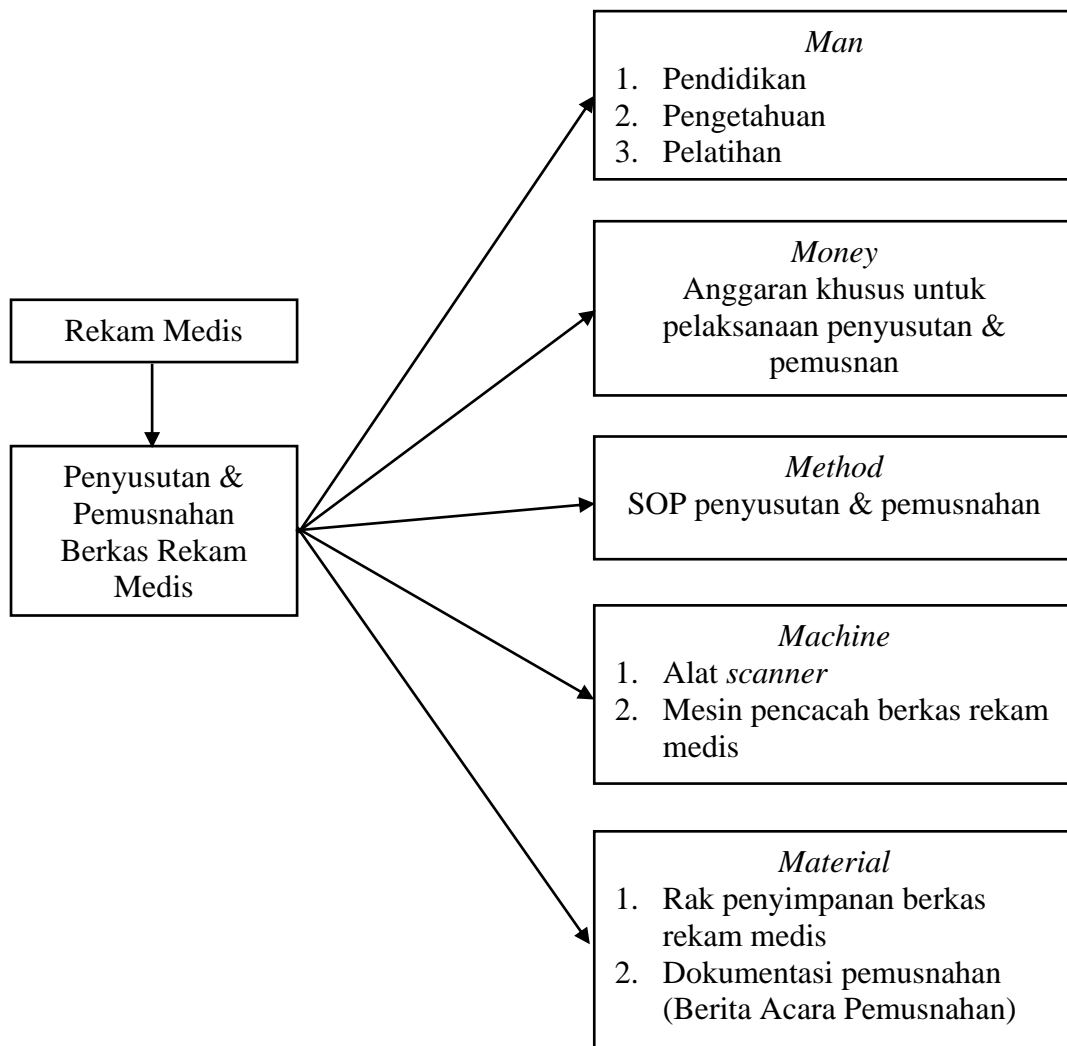 Man
1. Pendidikan
2. Pengetahuan
3. Pelatihan
Money
Anggaran khusus untuk
pelaksanaan penyusutan &
pemusnan
Rekam Medis
Penyusutan &
Pemusnahan
Berkas Rekam
Medis
Method
SOP penyusutan & pemusnahan
Machine
1. Alat scanner
2. Mesin pencacah berkas rekam
medis
Material
1. Rak penyimpanan berkas
rekam medis
2. Dokumentasi pemusnahan
(Berita Acara Pemusnahan)